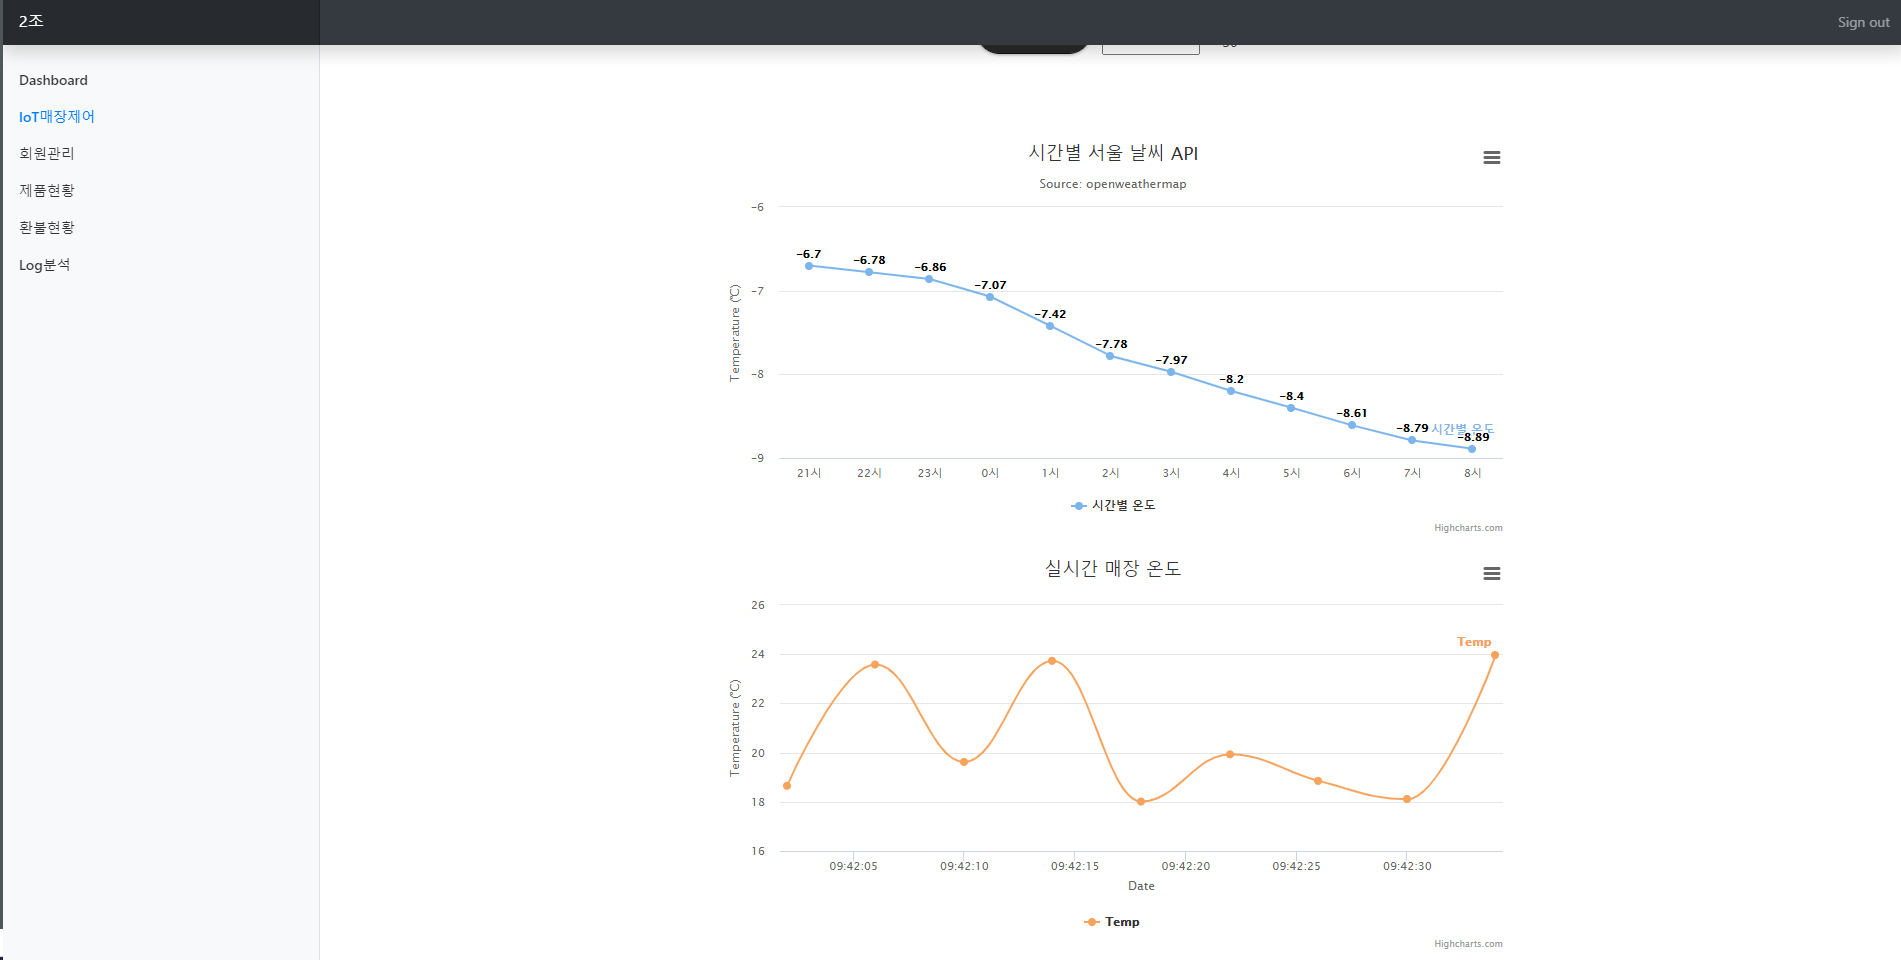 2조
Sign out
Dashboard
IoT매장제어
회원관리
제품현황
환불현황
Log분석
시간별 서울 날씨 API
Source: openweathermap
Temperature (℃)
-6
-7
-8
-9
-6.7
-6.78
-6.86
-7.07
-7.42
-7.78
-7.97
-8.2
-8.4
-8.61
-8.79
시간별 온도
-8.89
21시 22시 23시 0시 1시 2시 3시 4시 5시 6시 7시 8시
시간별 온도
Highcharts.com
실시간 매장 온도
Temperature (℃)
26
24
22
20
18
16
Temp
09:42:05 09:42:10 09:42:15 09:42:20 09:42:25 09:42:30
Date
Temp
Highcharts.com